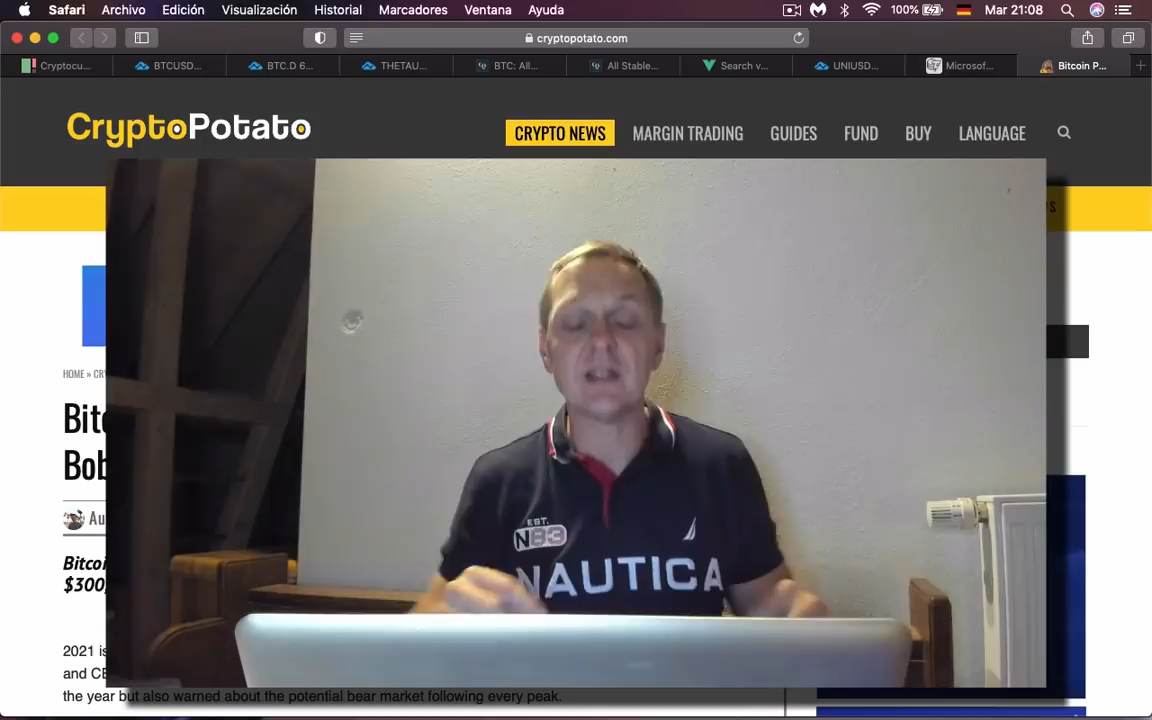 Safari Archivo Edición Visualización Historial Marcadores Ventana Ayuda 100% Mar 21:08
cryptopotato.com
Cryptocu... BTCUSD... BTC.D 6... THETAU... BTC: All... All Stable... Search v... UNIUSD... Microsof... Bitcoin P...
CryptoPotato
CRYPTO NEWS MARGIN TRADING GUIDES FUND BUY LANGUAGE
HOME » CR
Bit
Bob
Au
Bitcoi
$300,
EST.
N83
NAUTICA
2021 is
and CE
the year but also warned about the potential bear market following every peak.